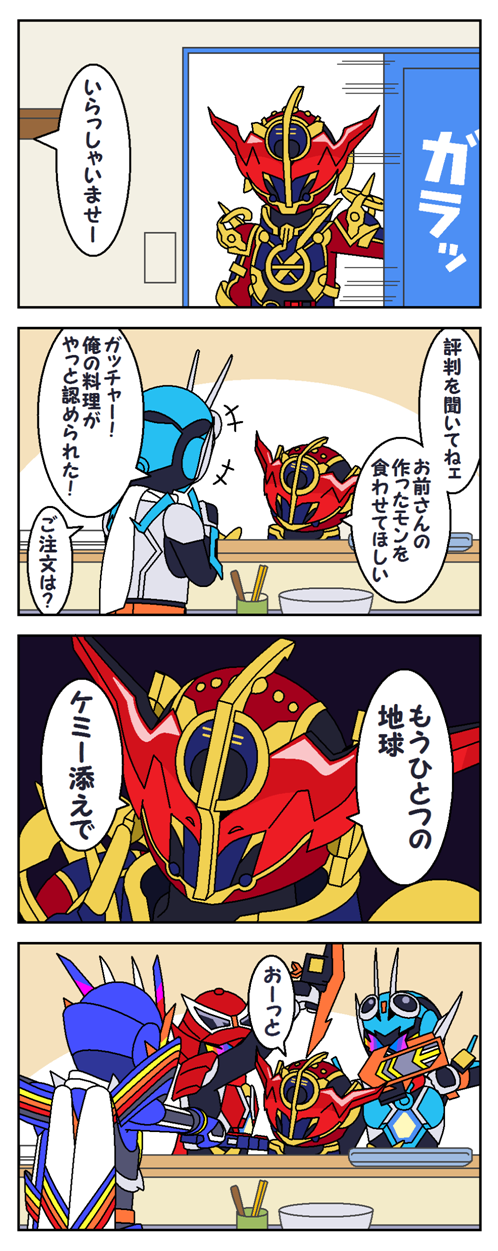 いらっしゃいませー
ガラッ
評判を聞いてねェ
お前さんの
作ったモンを
食わせてほしい
ガッチャー!
俺の料理が
やっと認められた!
ご注文は?
もうひとつの
地球
ケミー添えで
おーっと